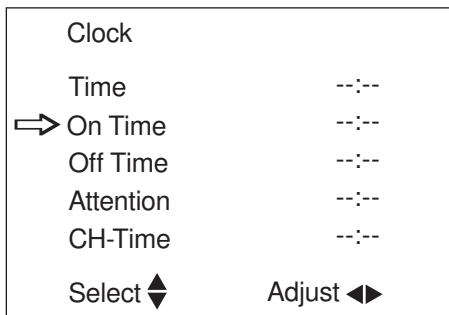 Clock
Time --:--
On Time --:--
Off Time --:--
Attention --:--
CH-Time --:--
Select Adjust